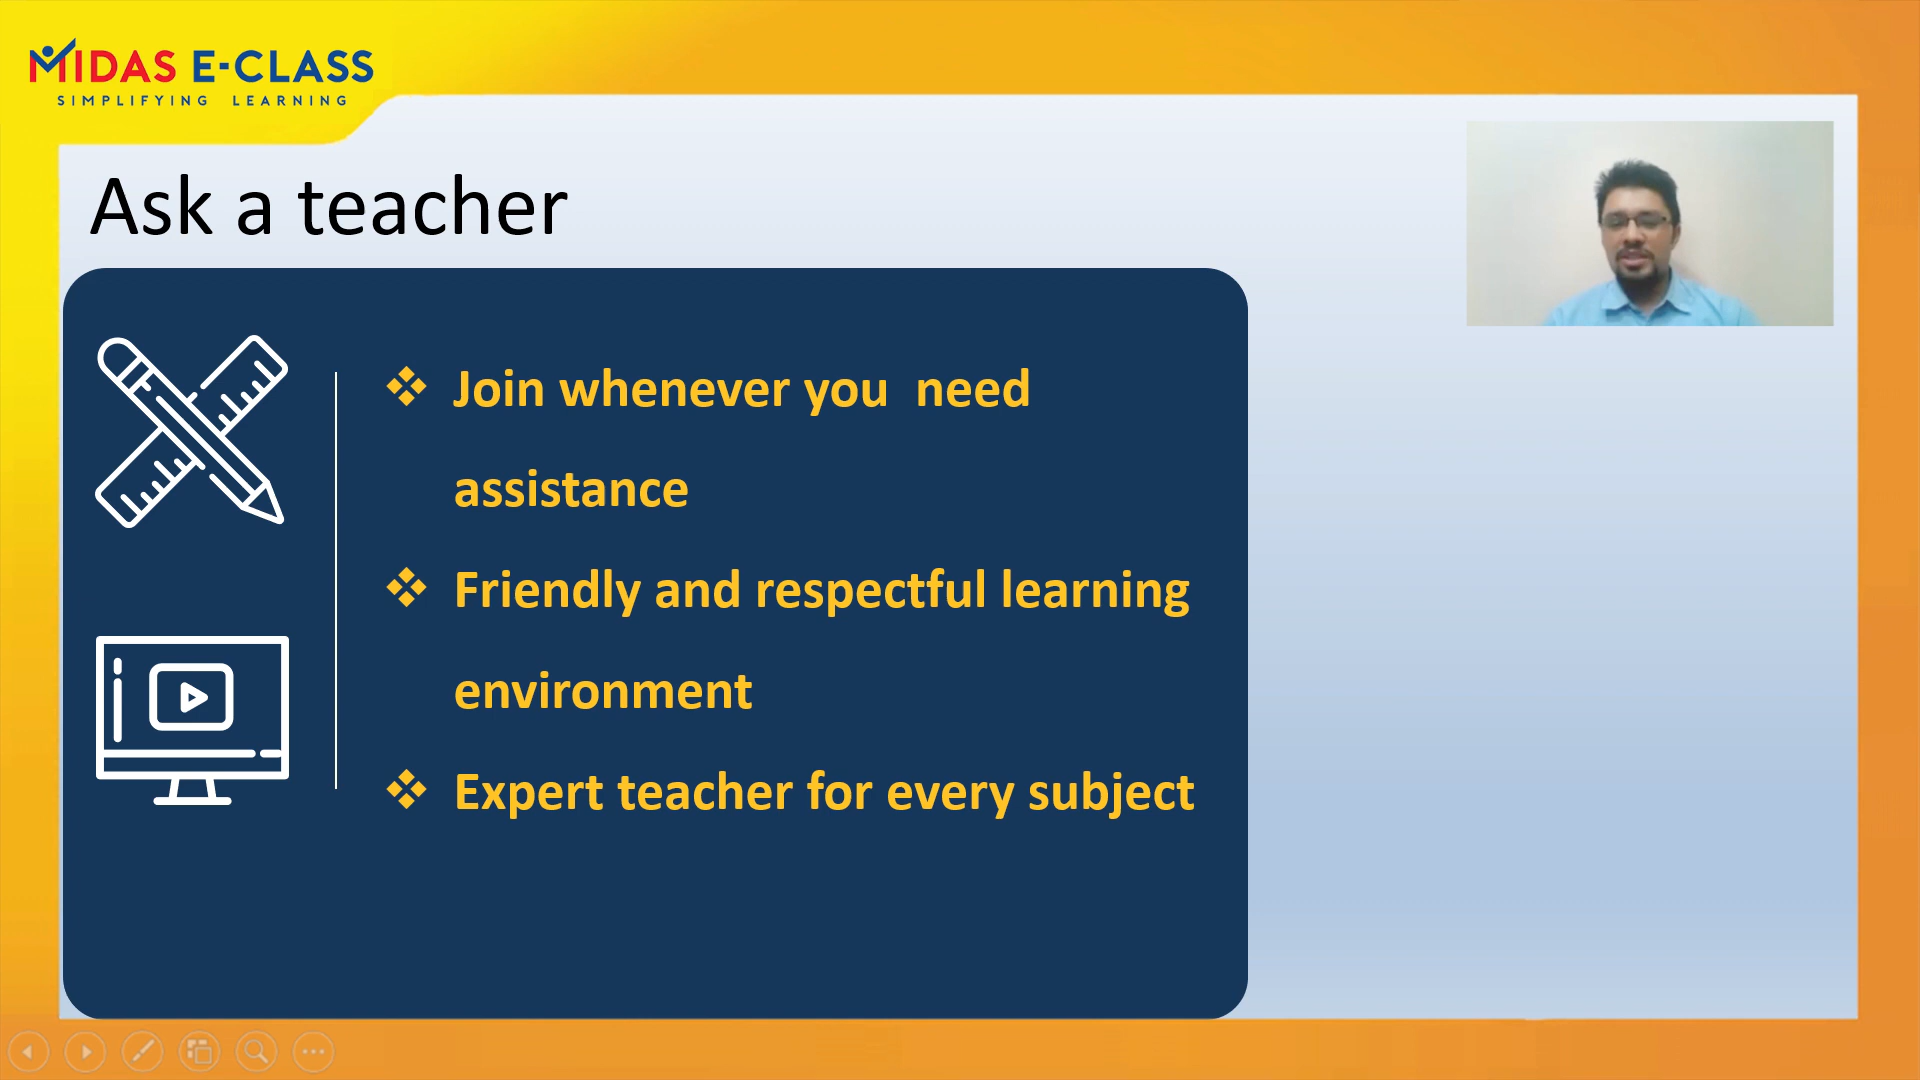 MIDAS E-CLASS
SIMPLIFYING LEARNING
Ask a teacher
Join whenever you  need
assistance
Friendly and respectful learning
environment
Expert teacher for every subject